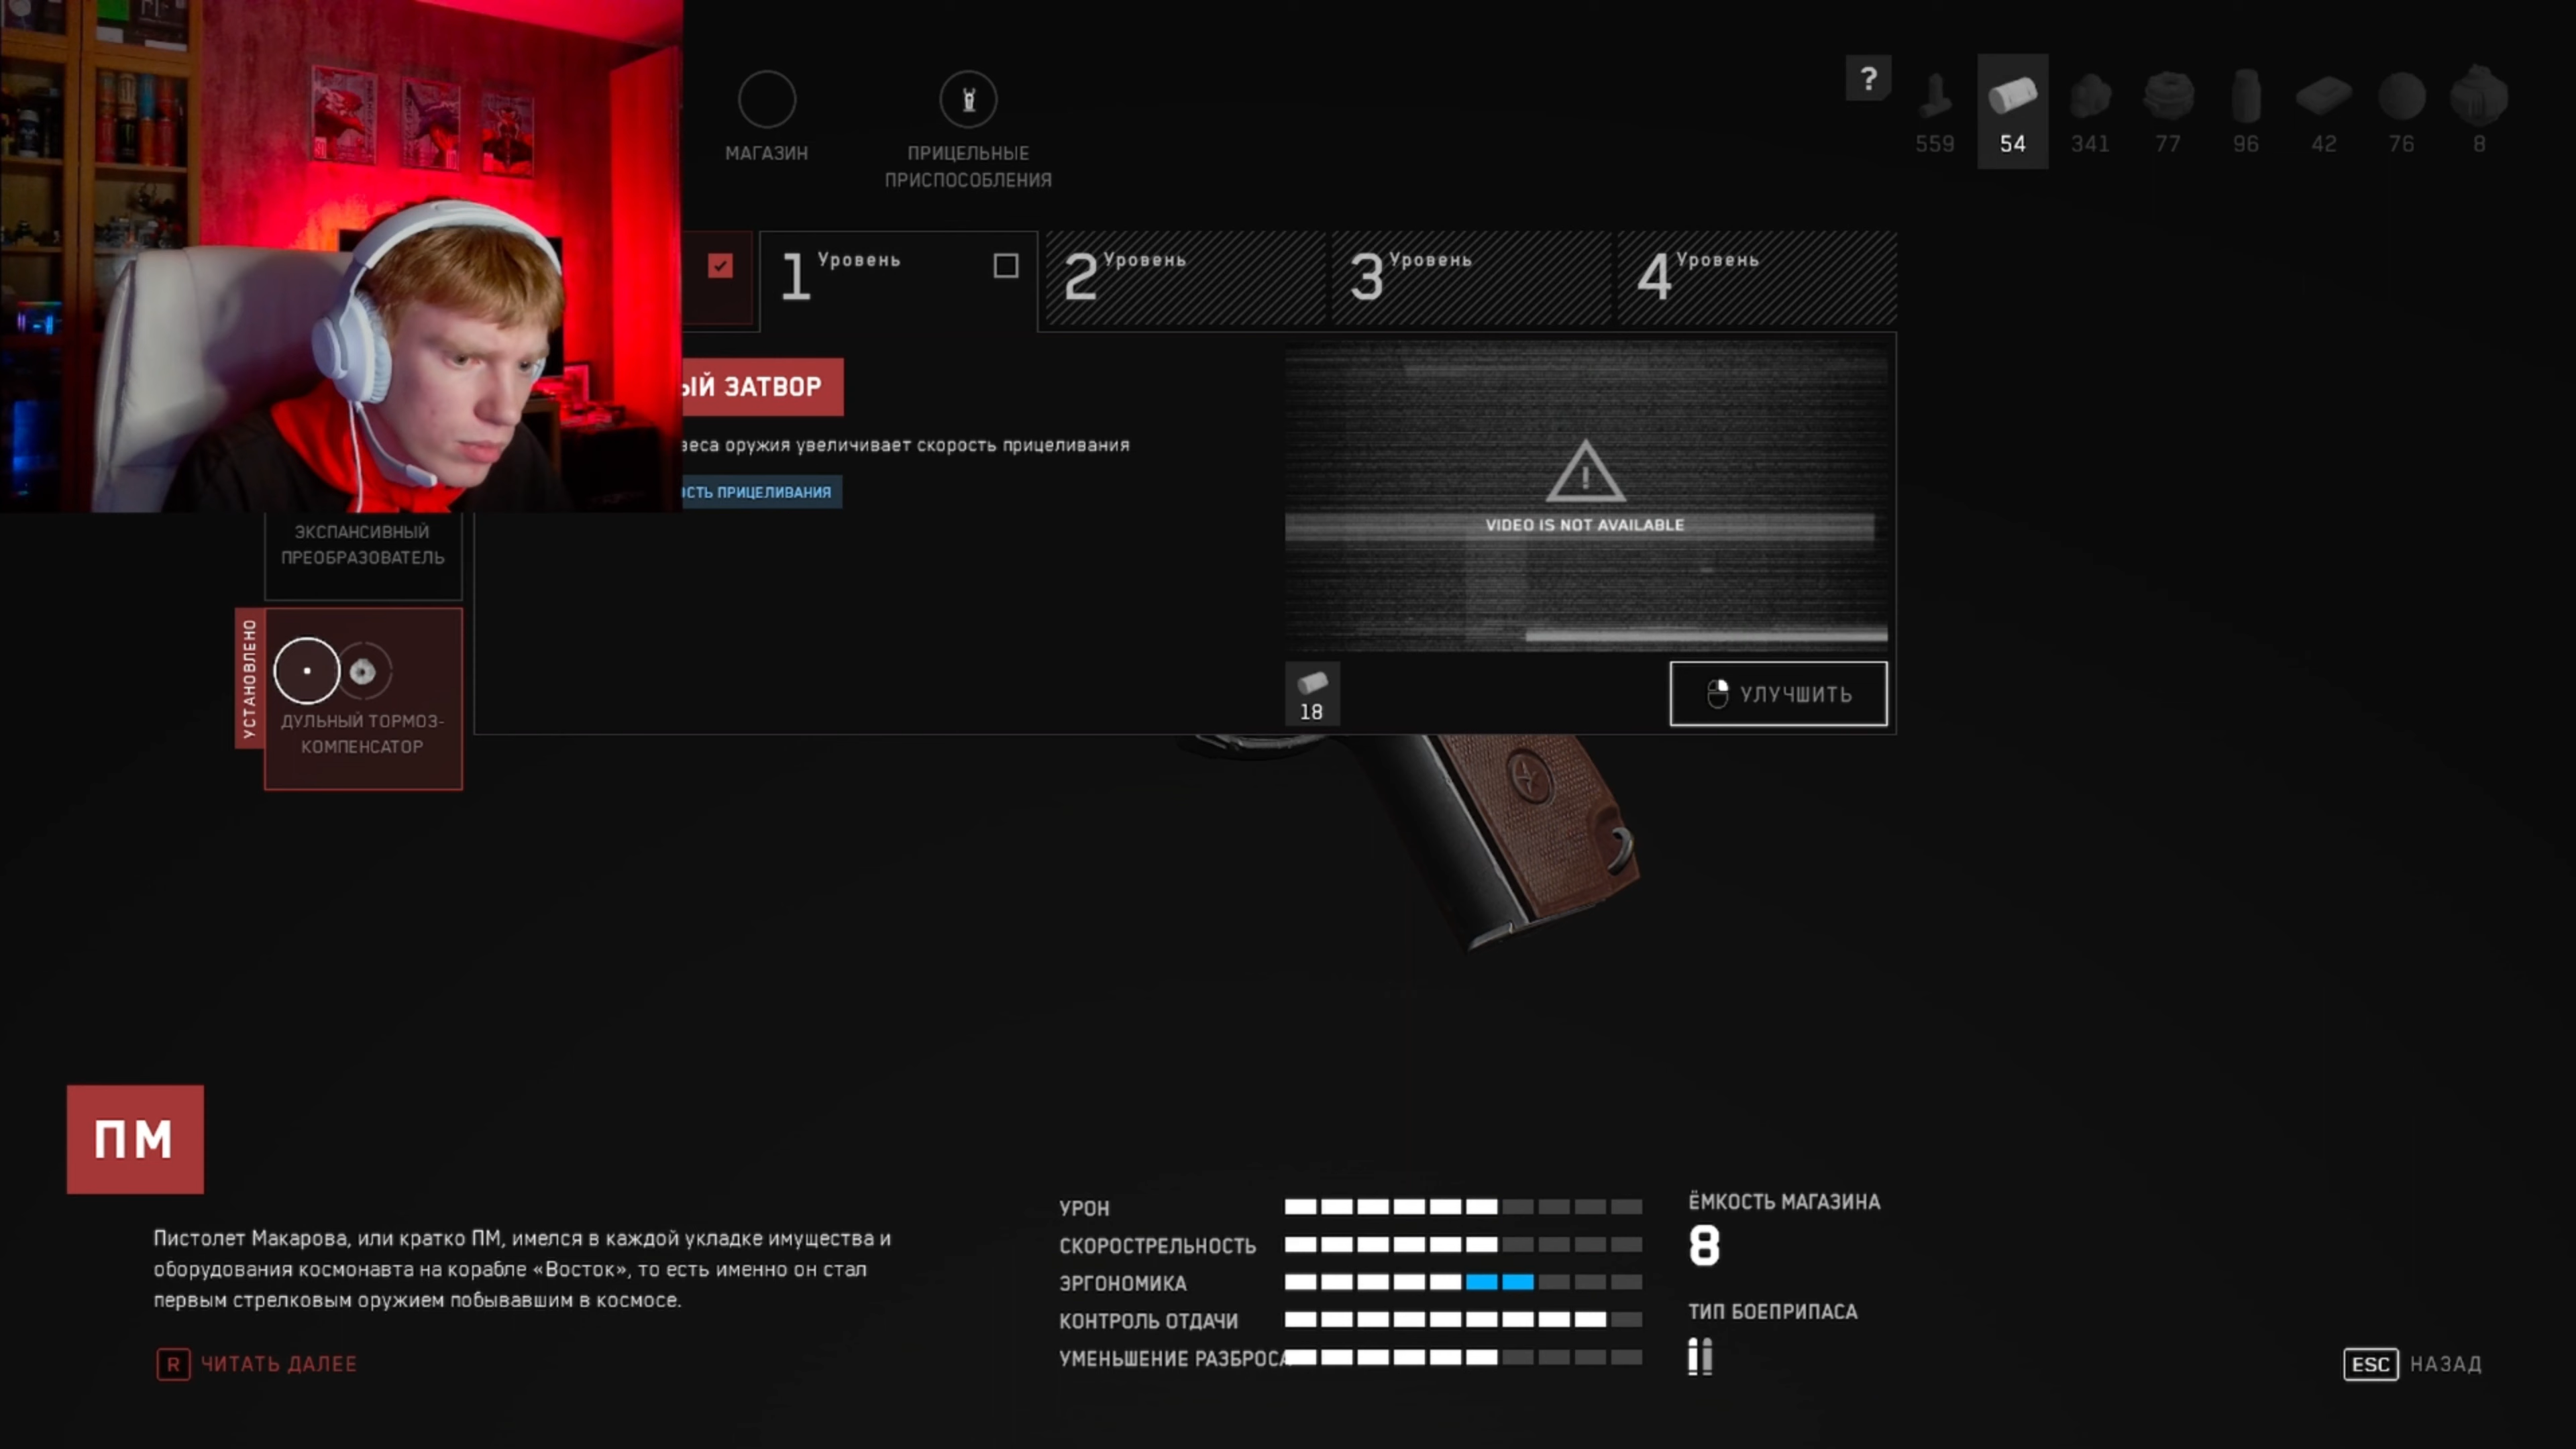 МАГАЗИН
ПРИЦЕЛЬНЫЕ
ПРИСПОСОБЛЕНИЯ
?
559
54
341
77
96
42
76
8
1 Уровень
2 Уровень
3 Уровень
4 Уровень
ЫЙ ЗАТВОР
веса оружия увеличивает скорость прицеливания
ОСТЬ ПРИЦЕЛИВАНИЯ
VIDEO IS NOT AVAILABLE
ЭКСПАНСИВНЫЙ
ПРЕОБРАЗОВАТЕЛЬ
УСТАНОВЛЕНО
ДУЛЬНЫЙ ТОРМОЗ-
КОМПЕНСАТОР
18
УЛУЧШИТЬ
ПМ
Пистолет Макарова, или кратко ПМ, имелся в каждой укладке имущества и
оборудования космонавта на корабле «Восток», то есть именно он стал
первым стрелковым оружием побывавшим в космосе.
R ЧИТАТЬ ДАЛЕЕ
УРОН
СКОРОСТРЕЛЬНОСТЬ
ЭРГОНОМИКА
КОНТРОЛЬ ОТДАЧИ
УМЕНЬШЕНИЕ РАЗБРОСА
ЁМКОСТЬ МАГАЗИНА
8
ТИП БОЕПРИПАСА
ESC НАЗАД